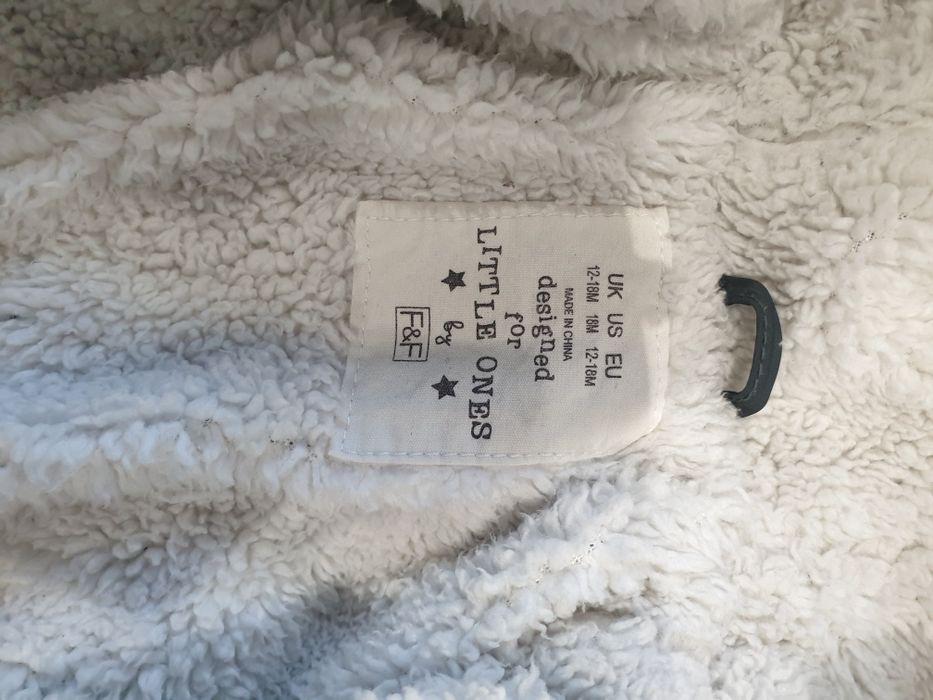 UK US EU
12-18M 18M 12-18M
MADE IN CHINA
designed
for
LITTLE ONES
by
F&F